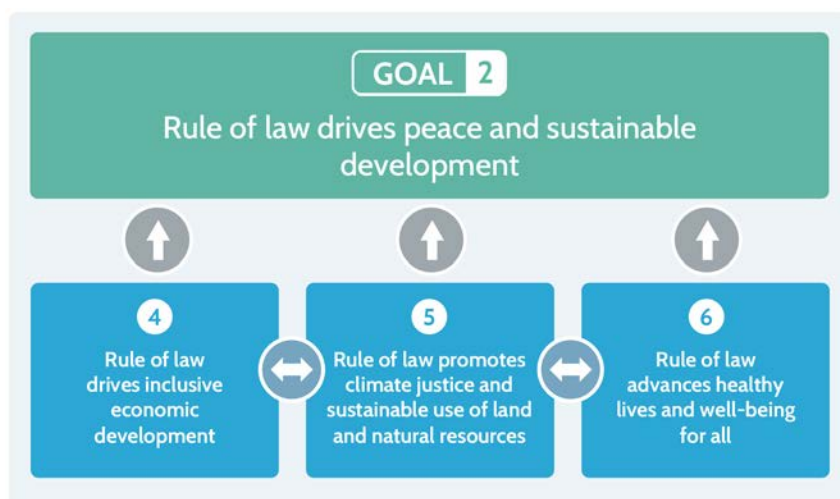 GOAL 2
Rule of law drives peace and sustainable
development
4
Rule of law
drives inclusive
economic
development
5
Rule of law promotes
climate justice and
sustainable use of land
and natural resources
6
Rule of law
advances healthy
lives and well-being
for all